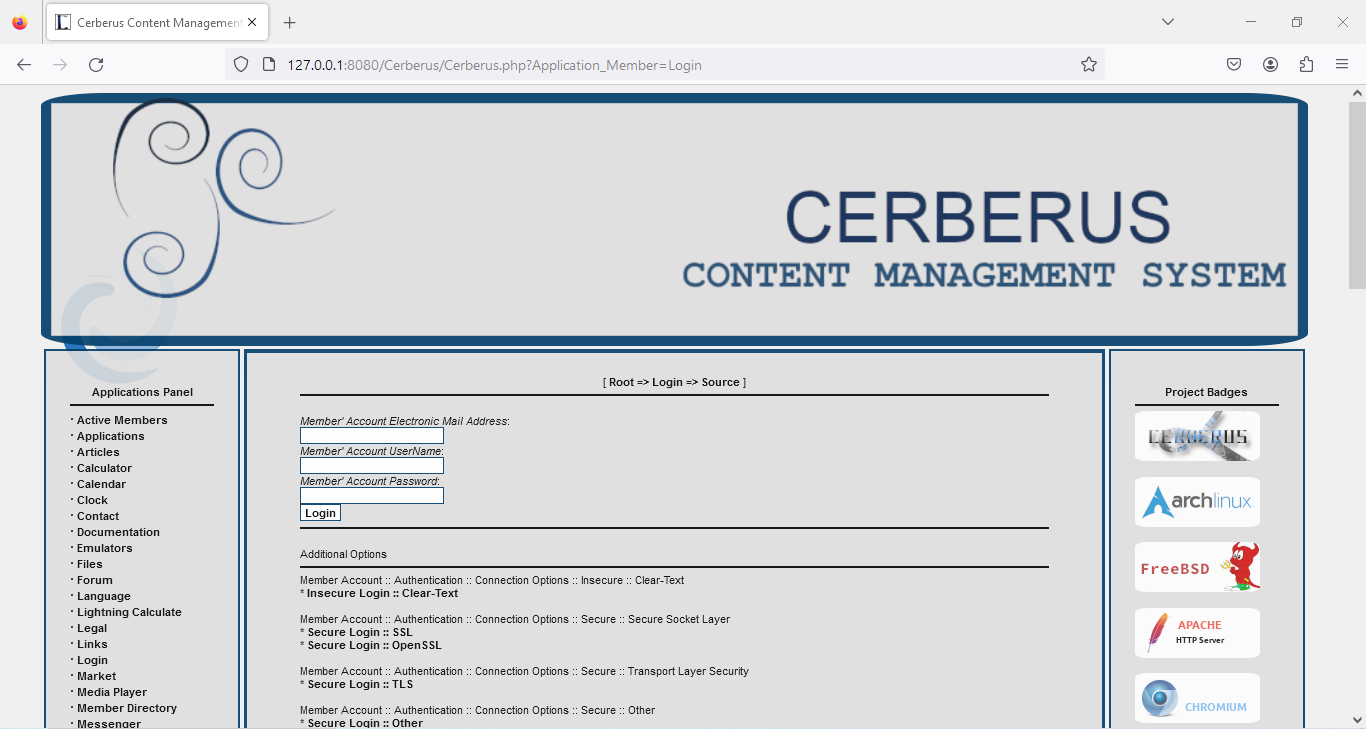 Cerberus Content Management
127.0.0.1:8080/Cerberus/Cerberus.php?Application_Member=Login
CERBERUS
CONTENT MANAGEMENT SYSTEM
Applications Panel
· Active Members
· Applications
· Articles
· Calculator
· Calendar
· Clock
· Contact
· Documentation
· Emulators
· Files
· Forum
· Language
· Lightning Calculate
· Legal
· Links
· Login
· Market
· Media Player
· Member Directory
· Messenger
[ Root => Login => Source ]
Member' Account Electronic Mail Address:
Member' Account UserName:
Member' Account Password:
Login
Additional Options
Member Account :: Authentication :: Connection Options :: Insecure :: Clear-Text
* Insecure Login :: Clear-Text
Member Account :: Authentication :: Connection Options :: Secure :: Secure Socket Layer
* Secure Login :: SSL
* Secure Login :: OpenSSL
Member Account :: Authentication :: Connection Options :: Secure :: Transport Layer Security
* Secure Login :: TLS
Member Account :: Authentication :: Connection Options :: Secure :: Other
* Secure Login :: Other
Project Badges
CERBERUS
archlinux
FreeBSD
APACHE
HTTP Server
CHROMIUM